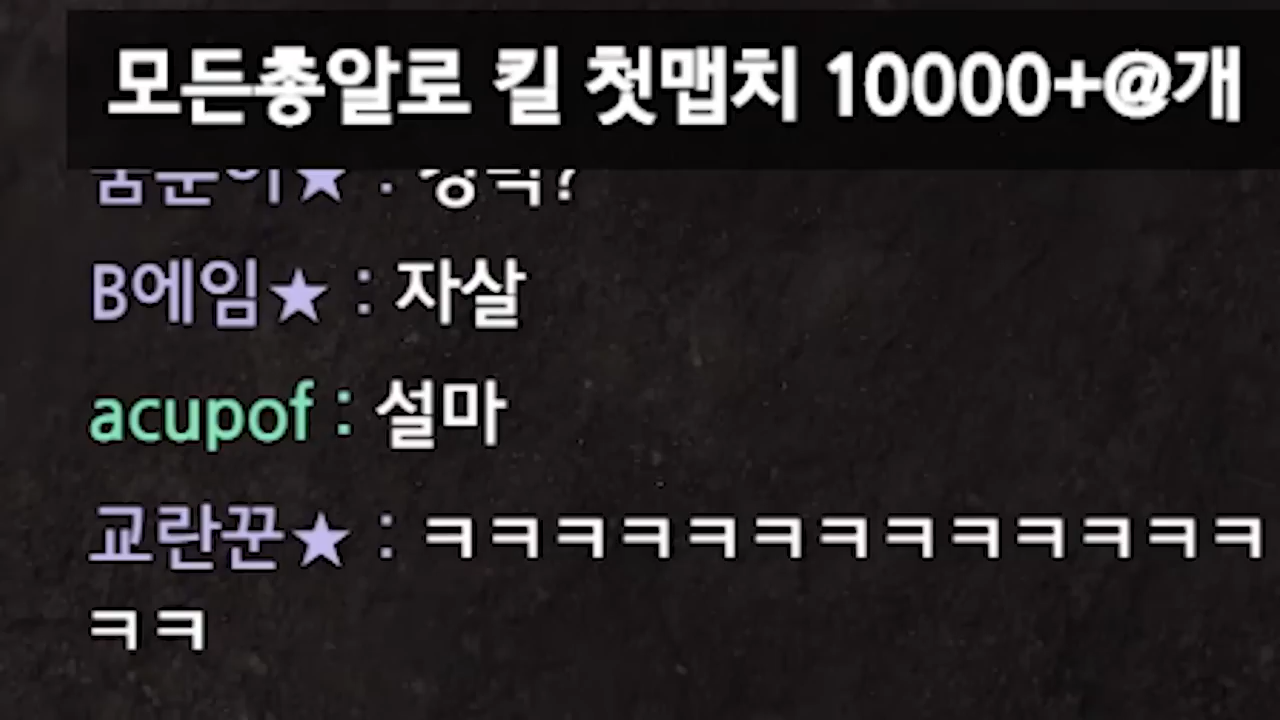 모든총알로 킬 첫맵치 10000+@개
B에임★ : 자살
acupof : 설마
교란꾼★ : ㅋㅋㅋㅋㅋㅋㅋㅋㅋㅋㅋㅋㅋ
ㅋㅋ